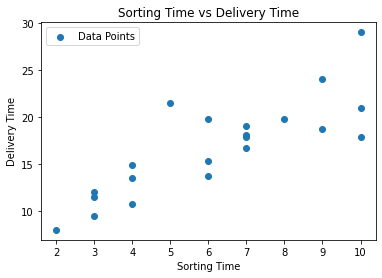 Sorting Time vs Delivery Time
Data Points
30
25
20
15
10
Delivery Time
2 3 4 5 6 7 8 9 10
Sorting Time